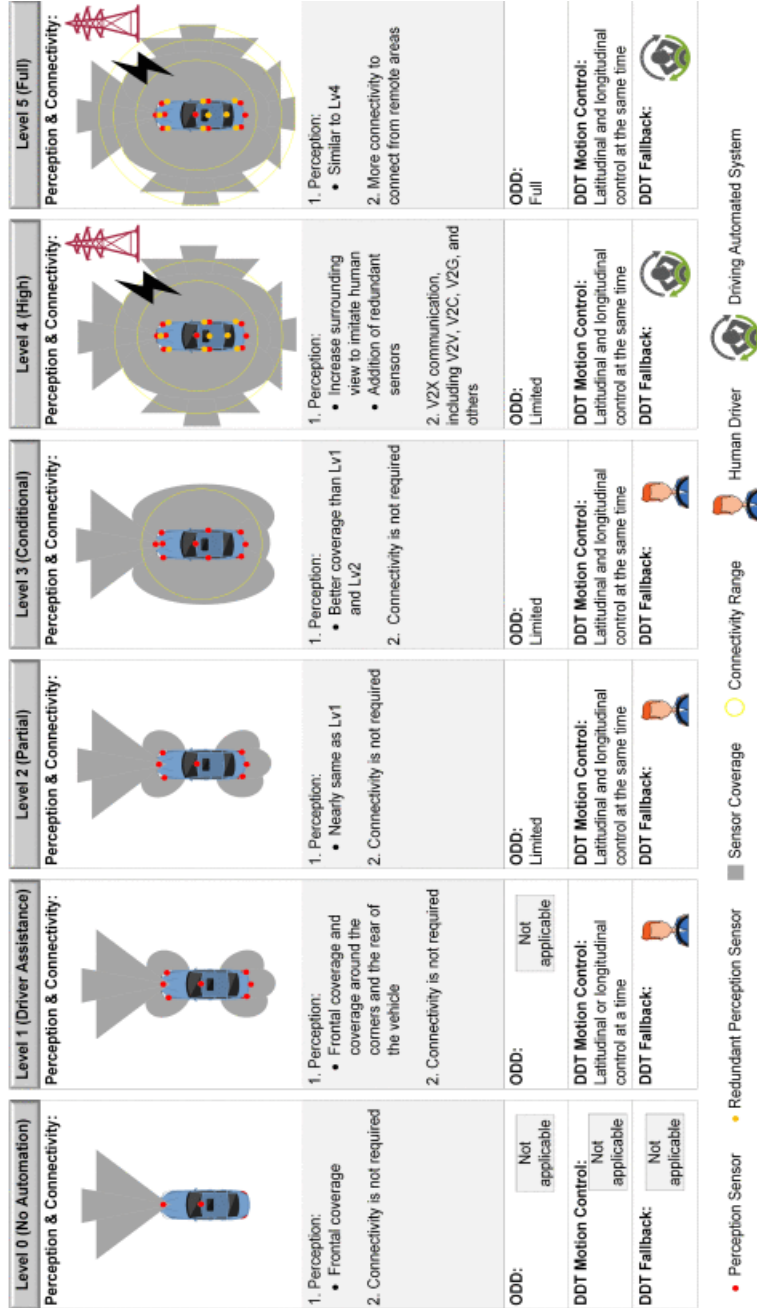 Level 0 (No Automation)
Perception & Connectivity:
1. Perception:
• Frontal coverage
2. Connectivity is not required
ODD:
Not
applicable
DDT Motion Control:
Not
applicable
DDT Fallback:
Not
applicable
Level 1 (Driver Assistance)
Perception & Connectivity:
1. Perception:
• Frontal coverage and
coverage around the
corners and the rear of
the vehicle
2. Connectivity is not required
ODD:
Not
applicable
DDT Motion Control:
Latitudinal or longitudinal
control at a time
DDT Fallback:
Level 2 (Partial)
Perception & Connectivity:
1. Perception:
• Nearly same as Lv1
2. Connectivity is not required
ODD:
Limited
DDT Motion Control:
Latitudinal and longitudinal
control at the same time
DDT Fallback:
Level 3 (Conditional)
Perception & Connectivity:
1. Perception:
• Better coverage than Lv1
and Lv2
2. Connectivity is not required
ODD:
Limited
DDT Motion Control:
Latitudinal and longitudinal
control at the same time
DDT Fallback:
Level 4 (High)
Perception & Connectivity:
1. Perception:
• Increase surrounding
view to imitate human
• Addition of redundant
sensors
2. V2X communication,
including V2V, V2C, V2G, and
others
ODD:
Limited
DDT Motion Control:
Latitudinal and longitudinal
control at the same time
DDT Fallback:
Level 5 (Full)
Perception & Connectivity:
1. Perception:
• Similar to Lv4
2. More connectivity to
connect from remote areas
ODD:
Full
DDT Motion Control:
Latitudinal and longitudinal
control at the same time
DDT Fallback:
Perception Sensor
Redundant Perception Sensor
Sensor Coverage
Connectivity Range
Human Driver
Driving Automated System